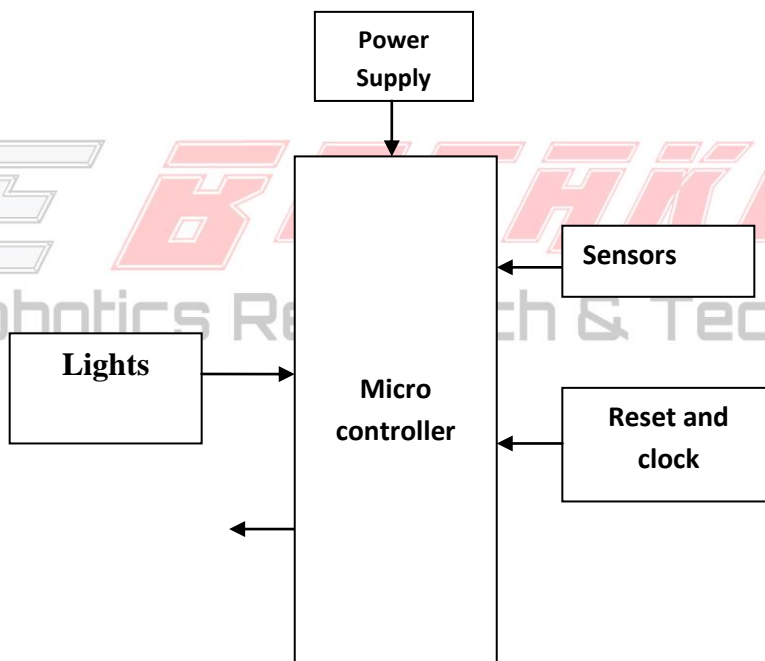 Power
Supply
Sensors
Lights
Micro
controller
Reset and
clock